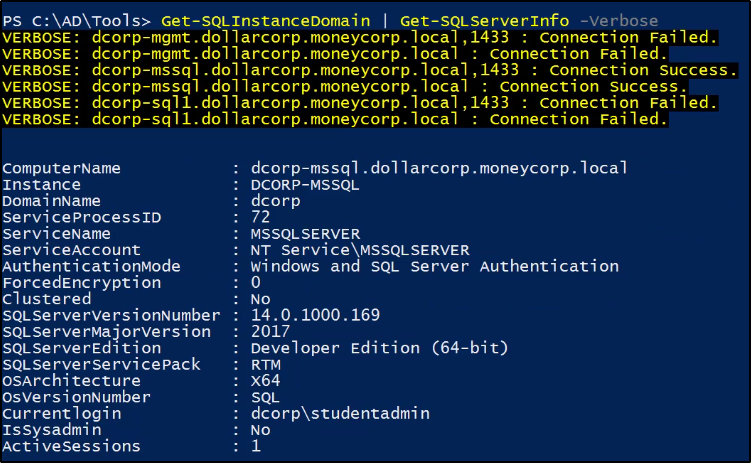 PS C:\AD\Tools> Get-SQLInstanceDomain | Get-SQLServerInfo -Verbose
VERBOSE: dcorp-mgmt.dollarcorp.moneycorp.local,1433 : Connection Failed.
VERBOSE: dcorp-mgmt.dollarcorp.moneycorp.local : Connection Failed.
VERBOSE: dcorp-mssql.dollarcorp.moneycorp.local,1433 : Connection Success.
VERBOSE: dcorp-mssql.dollarcorp.moneycorp.local : Connection Success.
VERBOSE: dcorp-sql1.dollarcorp.moneycorp.local,1433 : Connection Failed.
VERBOSE: dcorp-sql1.dollarcorp.moneycorp.local : Connection Failed.
ComputerName : dcorp-mssql.dollarcorp.moneycorp.local
Instance : DCORP-MSSQL
DomainName : dcorp
ServiceProcessID : 72
ServiceName : MSSQLSERVER
ServiceAccount : NT Service\MSSQLSERVER
AuthenticationMode : Windows and SQL Server Authentication
ForcedEncryption : 0
Clustered : No
SQLServerVersionNumber : 14.0.1000.169
SQLServerMajorVersion : 2017
SQLServerEdition : Developer Edition (64-bit)
SQLServerServicePack : RTM
OSArchitecture : X64
OsVersionNumber : SQL
Currentlogin : dcorp\studentadmin
IsSysadmin : No
ActiveSessions : 1